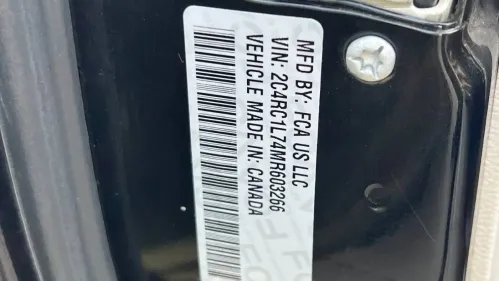 MFD BY: FCA US LLC
VIN: 2C4RC1L74MR603266
VEHICLE MADE IN: CANADA